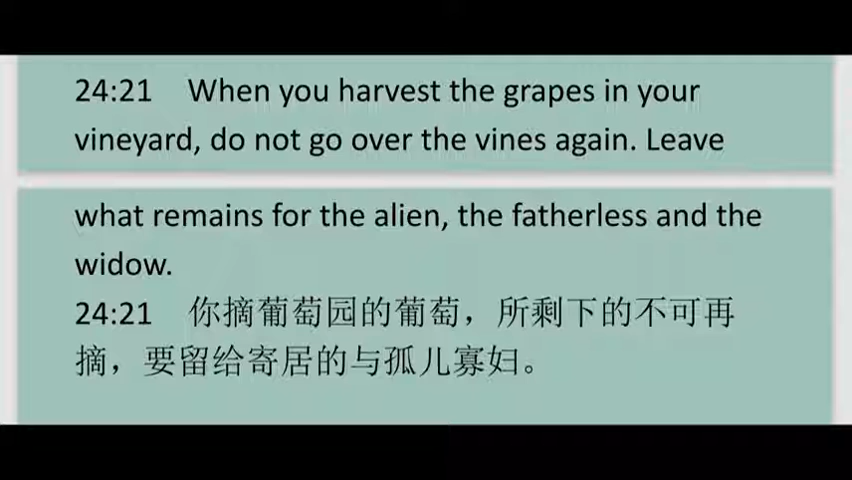 24:21 When you harvest the grapes in your
vineyard, do not go over the vines again. Leave
what remains for the alien, the fatherless and the
widow.
24:21 你摘葡萄园的葡萄，所剩下的不可再
摘，要留给寄居的与孤儿寡妇。